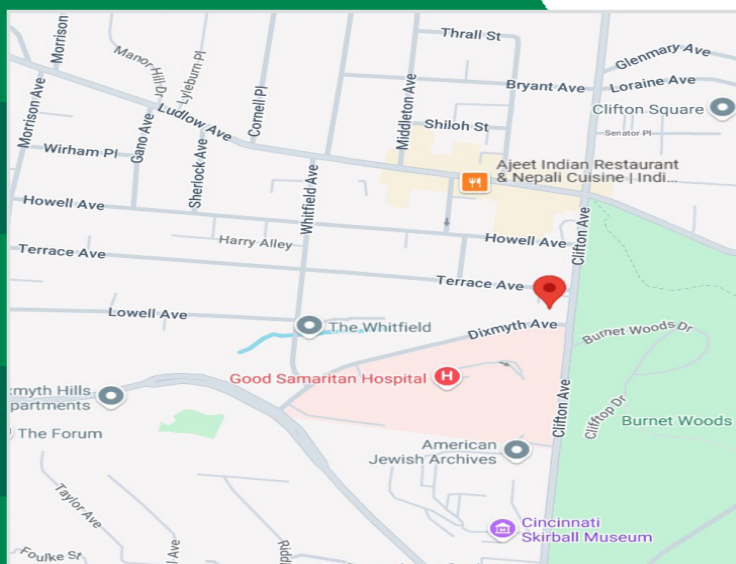 Thrall St
Morrison
Glenmary Ave
Manor Hill Dr
Lyleburn Pl
Bryant Ave
Loraine Ave
Middleton Ave
Clifton Square
Cornell Pl
Ludlow Ave
Morrison Ave
Gano Ave
Shiloh St
Senator Pl
Wirham Pl
Sherlock Ave
Ajeet Indian Restaurant
& Nepali Cuisine | Indi...
Whitfield Ave
Howell Ave
Clifton Ave
Harry Alley
Howell Ave
Terrace Ave
Terrace Ave
Lowell Ave
The Whitfield
Dixmyth Ave
Burnet Woods Dr
Good Samaritan Hospital
H
xmyth Hills
partments
Clifton Ave
Clifftop Dr
Burnet Woods
The Forum
American
Jewish Archives
Taylor Ave
Cincinnati
Skirball Museum
Foulke St
l Ave
Ridd